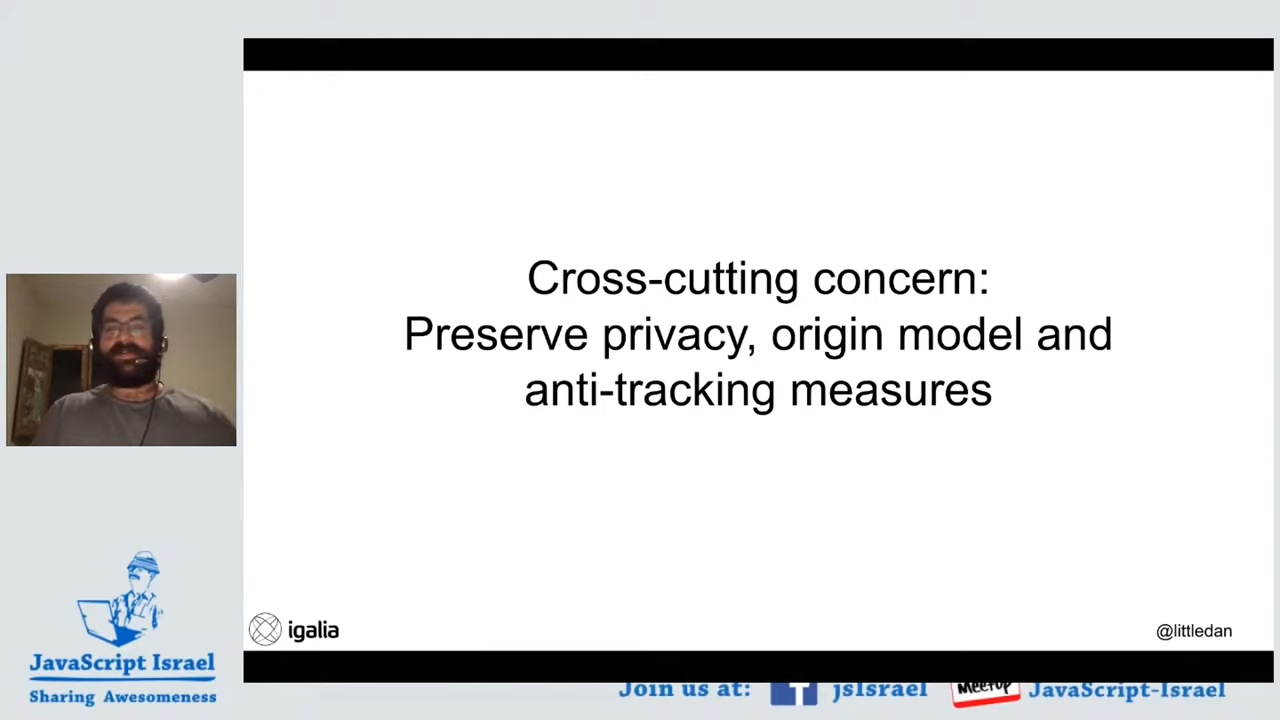 Cross-cutting concern:
Preserve privacy, origin model and
anti-tracking measures
igalia
@littledan
JavaScript Israel
Sharing Awesomeness
Join us at:
jsIsrael
Meetup
JavaScript-Israel